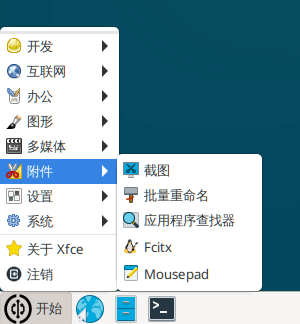 开发
互联网
办公
图形
多媒体
附件
设置
系统
关于 Xfce
注销
截图
批量重命名
应用程序查找器
Fcitx
Mousepad
开始